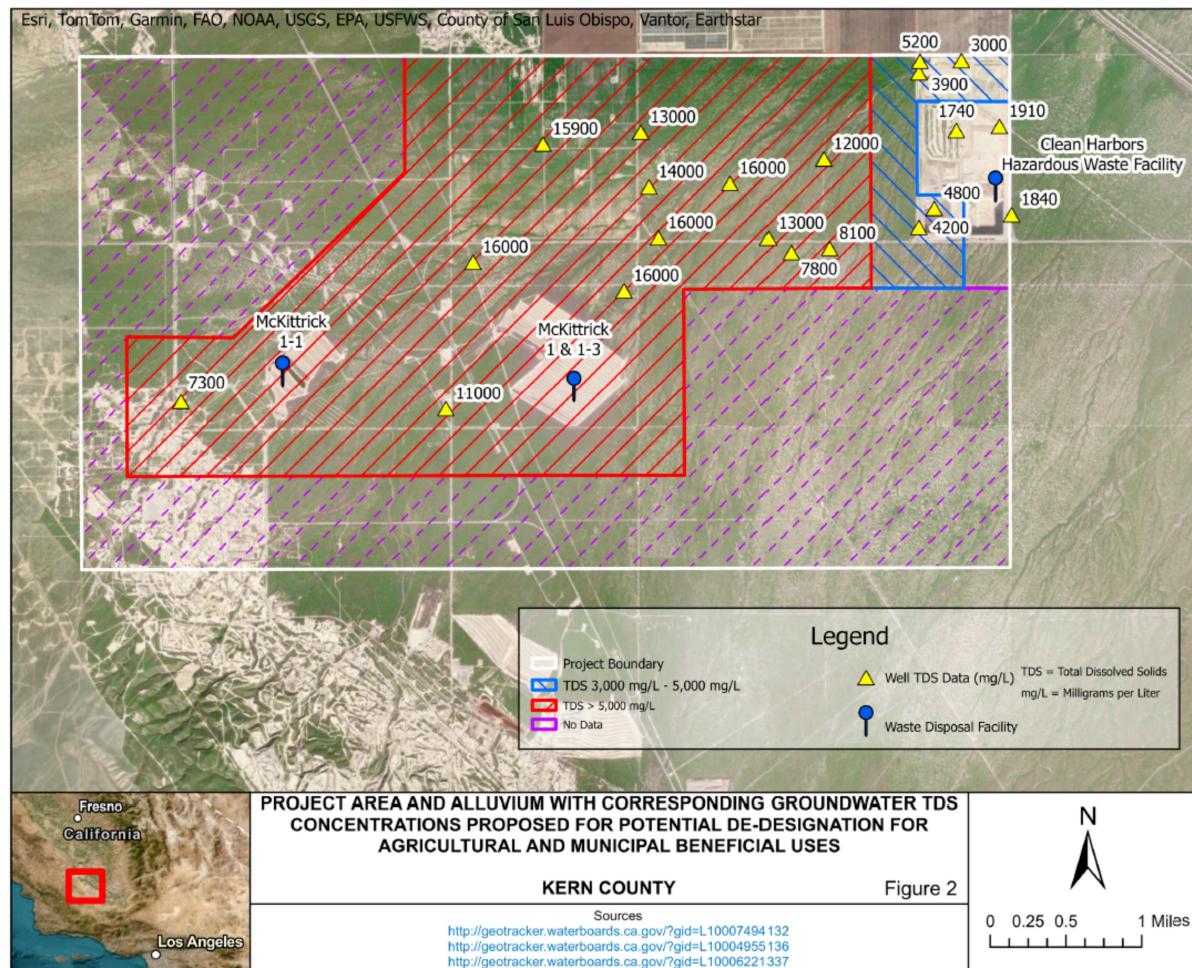 Esri, TomTom, Garmin, FAO, NOAA, USGS, EPA, USFWS, County of San Luis Obispo, Vantor, Earthstar
5200
3000
3900
1740
1910
Clean Harbors
Hazardous Waste Facility
15900
13000
12000
14000
16000
4800
1840
4200
16000
13000
8100
7800
16000
16000
McKittrick
1-1
McKittrick
1 & 1-3
7300
11000
Legend
Project Boundary
TDS 3,000 mg/L - 5,000 mg/L
TDS > 5,000 mg/L
No Data
Well TDS Data (mg/L)
Waste Disposal Facility
TDS = Total Dissolved Solids
mg/L = Milligrams per Liter
Fresno
California
Los Angeles
PROJECT AREA AND ALLUVIUM WITH CORRESPONDING GROUNDWATER TDS
CONCENTRATIONS PROPOSED FOR POTENTIAL DE-DESIGNATION FOR
AGRICULTURAL AND MUNICIPAL BENEFICIAL USES
KERN COUNTY
Figure 2
Sources
http://geotracker.waterboards.ca.gov/?gid=L10007494132
http://geotracker.waterboards.ca.gov/?gid=L10004955136
http://geotracker.waterboards.ca.gov/?gid=L10006221337
N
0 0.25 0.5 1 Miles